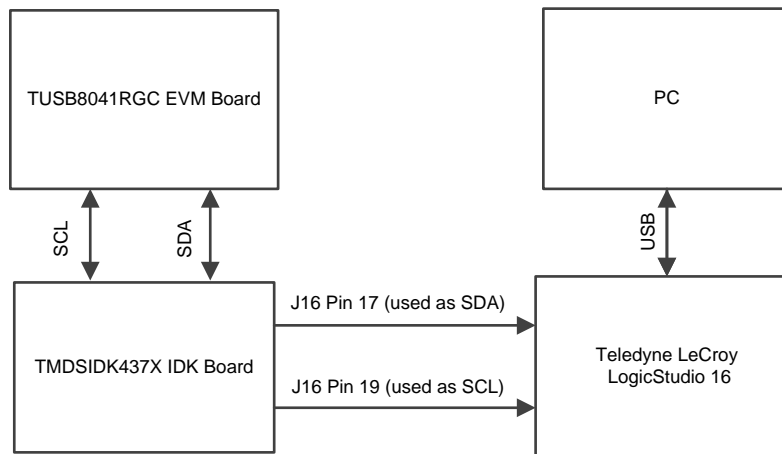 TUSB8041RGC EVM Board
PC
SCL
SDA
USB
J16 Pin 17 (used as SDA)
TMDSIDK437X IDK Board
Teledyne LeCroy
LogicStudio 16
J16 Pin 19 (used as SCL)